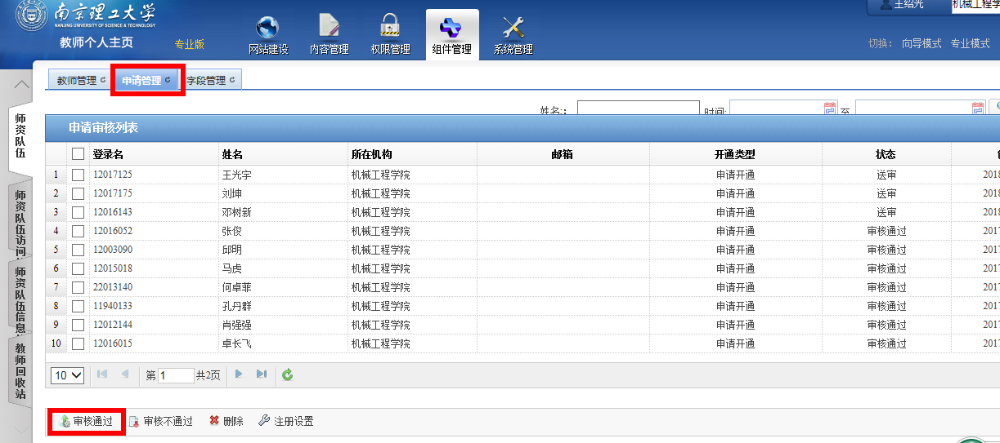 南京理工大学
NANJING UNIVERSITY OF SCIENCE & TECHNOLOGY
教师个人主页
专业版
网站建设 内容管理 权限管理 组件管理 系统管理
王绍光
机械工程学
切换： 向导模式 专业模式
教师管理 申请管理 字段管理
师资队伍
师资队伍访问
师资队伍信息
教师回收站
姓名:： 时间: 至
申请审核列表
登录名 姓名 所在机构 邮箱 开通类型 状态
1 12017125 王光宇 机械工程学院 申请开通 送审 2018
2 12017175 刘坤 机械工程学院 申请开通 送审 2018
3 12016143 邓树新 机械工程学院 申请开通 送审 2018
4 12016052 张俊 机械工程学院 申请开通 审核通过 2017
5 12003090 邱明 机械工程学院 申请开通 审核通过 2017
6 12015018 马虎 机械工程学院 申请开通 审核通过 2017
7 22013140 何卓菲 机械工程学院 申请开通 审核通过 2017
8 11940133 孔丹群 机械工程学院 申请开通 审核通过 2017
9 12012144 肖强强 机械工程学院 申请开通 审核通过 2017
10 12016015 卓长飞 机械工程学院 申请开通 审核通过 2017
10 第 1 共2页
审核通过 审核不通过 删除 注册设置